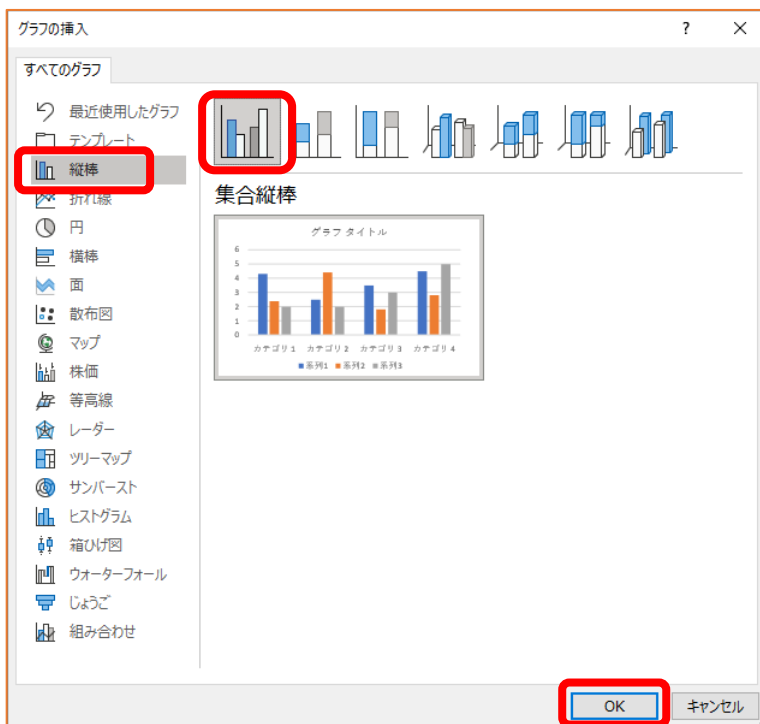 グラフの挿入
?
すべてのグラフ
最近使用したグラフ
テンプレート
縦棒
折れ線
円
横棒
面
散布図
マップ
株価
等高線
レーダー
ツリーマップ
サンバースト
ヒストグラム
箱ひげ図
ウォーターフォール
じょうご
組み合わせ
集合縦棒
グラフ タイトル
6
5
4
3
2
1
0
カテゴリ 1 カテゴリ 2 カテゴリ 3 カテゴリ 4
系列1 系列2 系列3
OK キャンセル